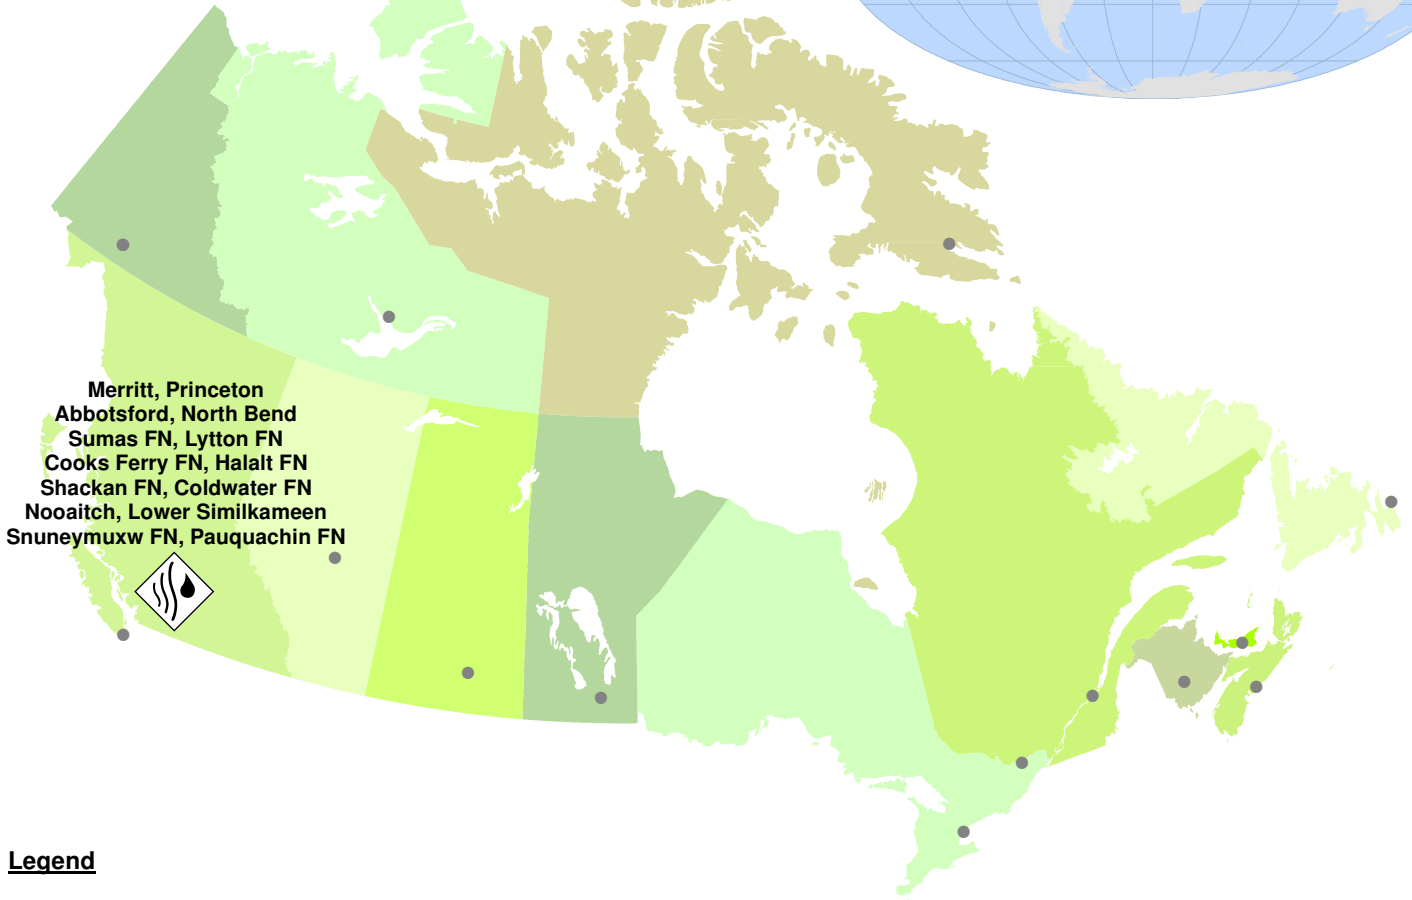 Merritt, Princeton
Abbotsford, North Bend
Sumas FN, Lytton FN
Cooks Ferry FN, Halalt FN
Shackan FN, Coldwater FN
Nooaitch, Lower Similkameen
Snuneymuxw FN, Pauquachin FN
Legend